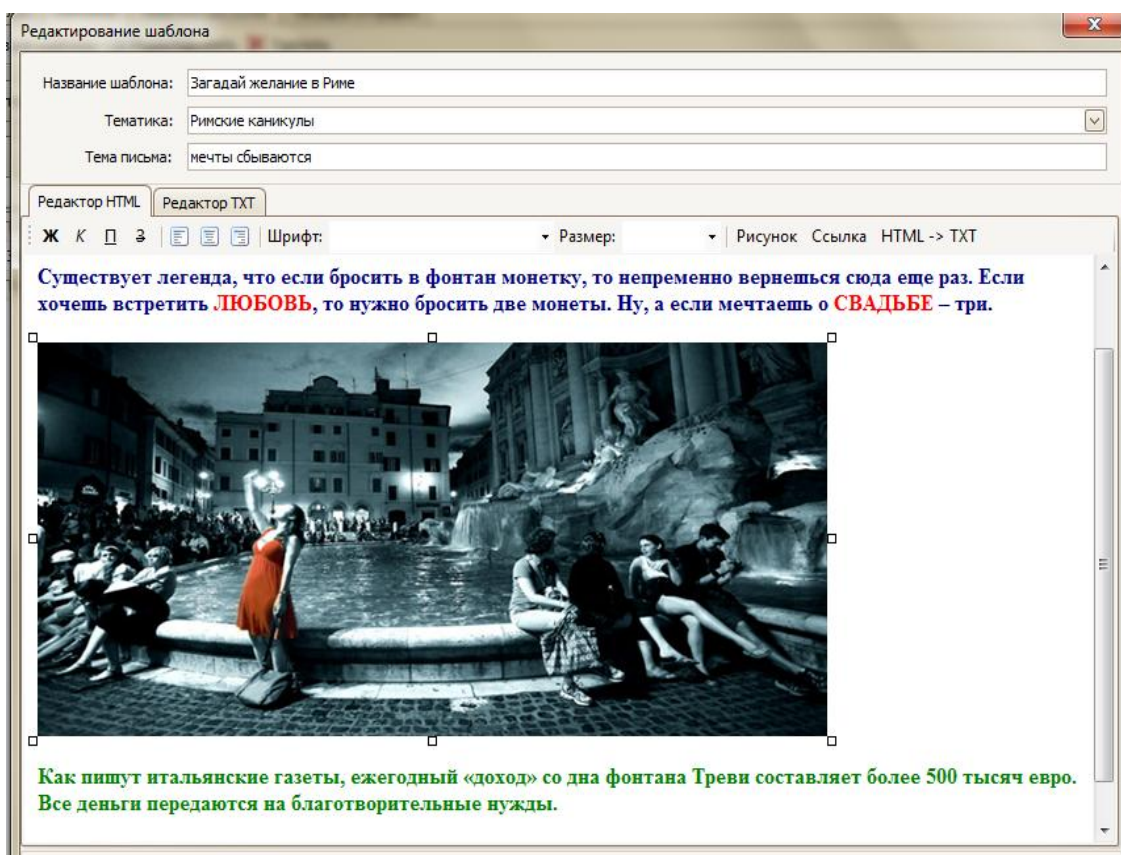 Редактирование шаблона
Название шаблона: Загадай желание в Риме
Тематика: Римские каникулы
Тема письма: мечты сбываются
Редактор HTML Редактор TXT
Ж К П З Шрифт: Размер: Рисунок Ссылка HTML -> TXT
Существует легенда, что если бросить в фонтан монетку, то непременно вернешься сюда еще раз. Если
хочешь встретить ЛЮБОВЬ, то нужно бросить две монеты. Ну, а если мечтаешь о СВАДЬБЕ – три.
Как пишут итальянские газеты, ежегодный «доход» со дна фонтана Треви составляет более 500 тысяч евро.
Все деньги передаются на благотворительные нужды.